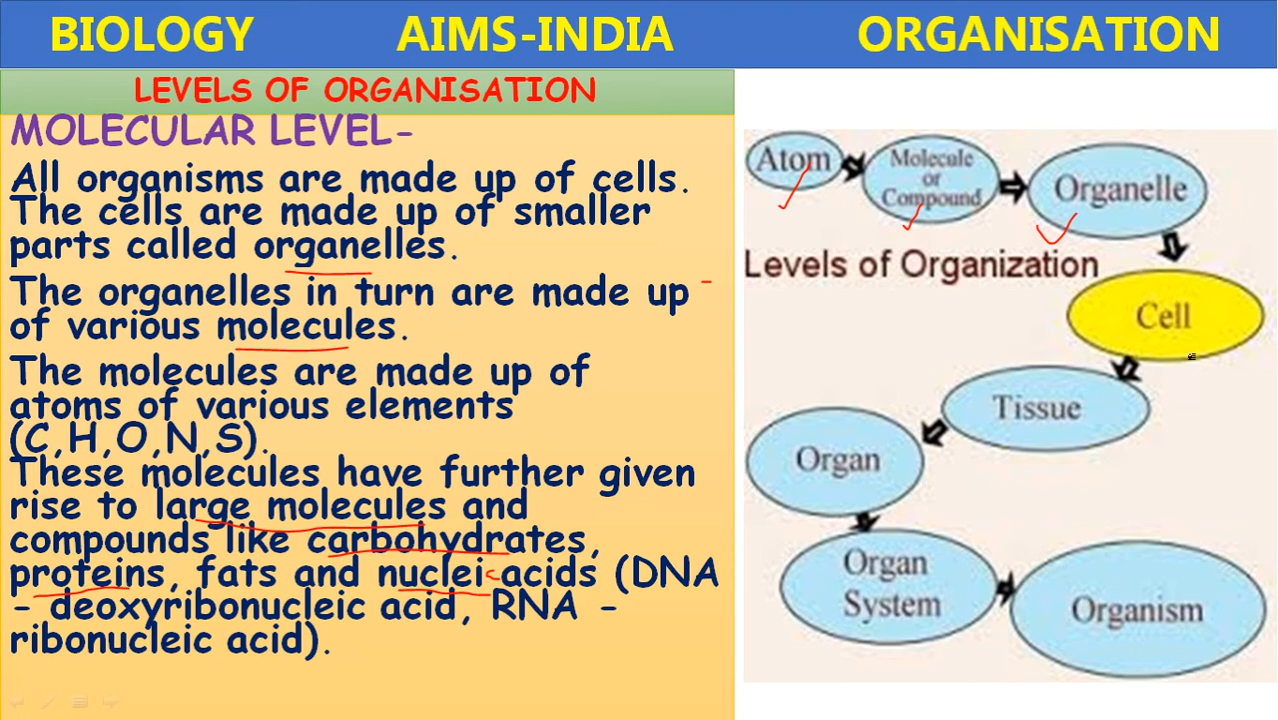 BIOLOGY AIMS-INDIA ORGANISATION
LEVELS OF ORGANISATION
MOLECULAR LEVEL-
All organisms are made up of cells.
The cells are made up of smaller
parts called organelles.
The organelles in turn are made up
of various molecules.
The molecules are made up of
atoms of various elements
(C,H,O,N,S).
These molecules have further given
rise to large molecules and
compounds like carbohydrates,
proteins, fats and nuclei c acids (DNA
- deoxyribonucleic acid, RNA -
ribonucleic acid).
Atom
Molecule
or
Compound
Organelle
Levels of Organization
Cell
Tissue
Organ
Organ
System
Organism